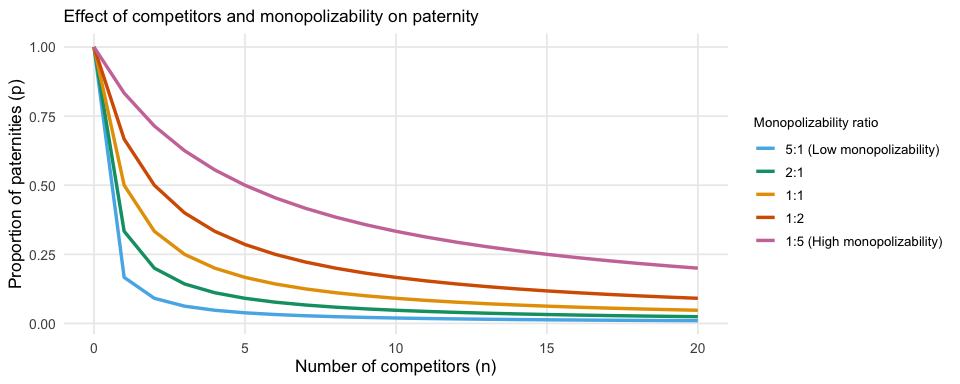 Effect of competitors and monopolizability on paternity
Proportion of paternities (p)
1.00
0.75
0.50
0.25
0.00
0
5
10
15
20
Number of competitors (n)
Monopolizability ratio
5:1 (Low monopolizability)
2:1
1:1
1:2
1:5 (High monopolizability)